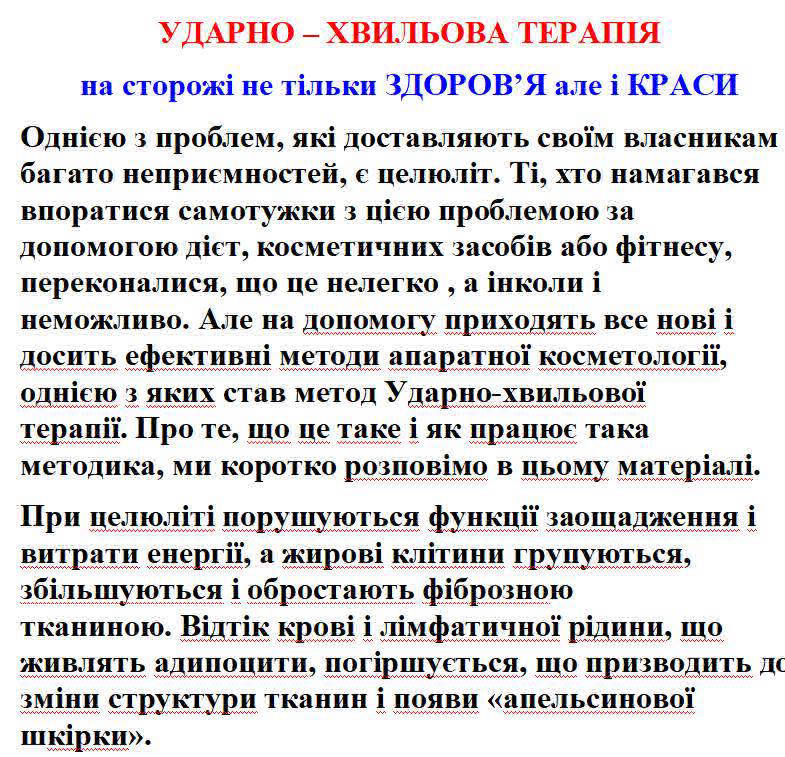 УДАРНО – ХВИЛЬОВА ТЕРАПІЯ
на сторожі не тільки ЗДОРОВ’Я але і КРАСИ
Однією з проблем, які доставляють своїм власникам
багато неприємностей, є целюліт. Ті, хто намагався
впоратися самотужки з цією проблемою за
допомогою дієт, косметичних засобів або фітнесу,
переконалися, що це нелегко , а інколи і
неможливо. Але на допомогу приходять все нові і
досить ефективні методи апаратної косметології,
однією з яких став метод Ударно-хвильової
терапії. Про те, що це таке і як працює така
методика, ми коротко розповімо в цьому матеріалі.
При целюліті порушуються функції заощадження і
витрати енергії, а жирові клітини групуються,
збільшуються і обростають фіброзною
тканиною. Відтік крові і лімфатичної рідини, що
живлять адипоцити, погіршується, що призводить до
зміни структури тканин і появи «апельсинової
шкірки».